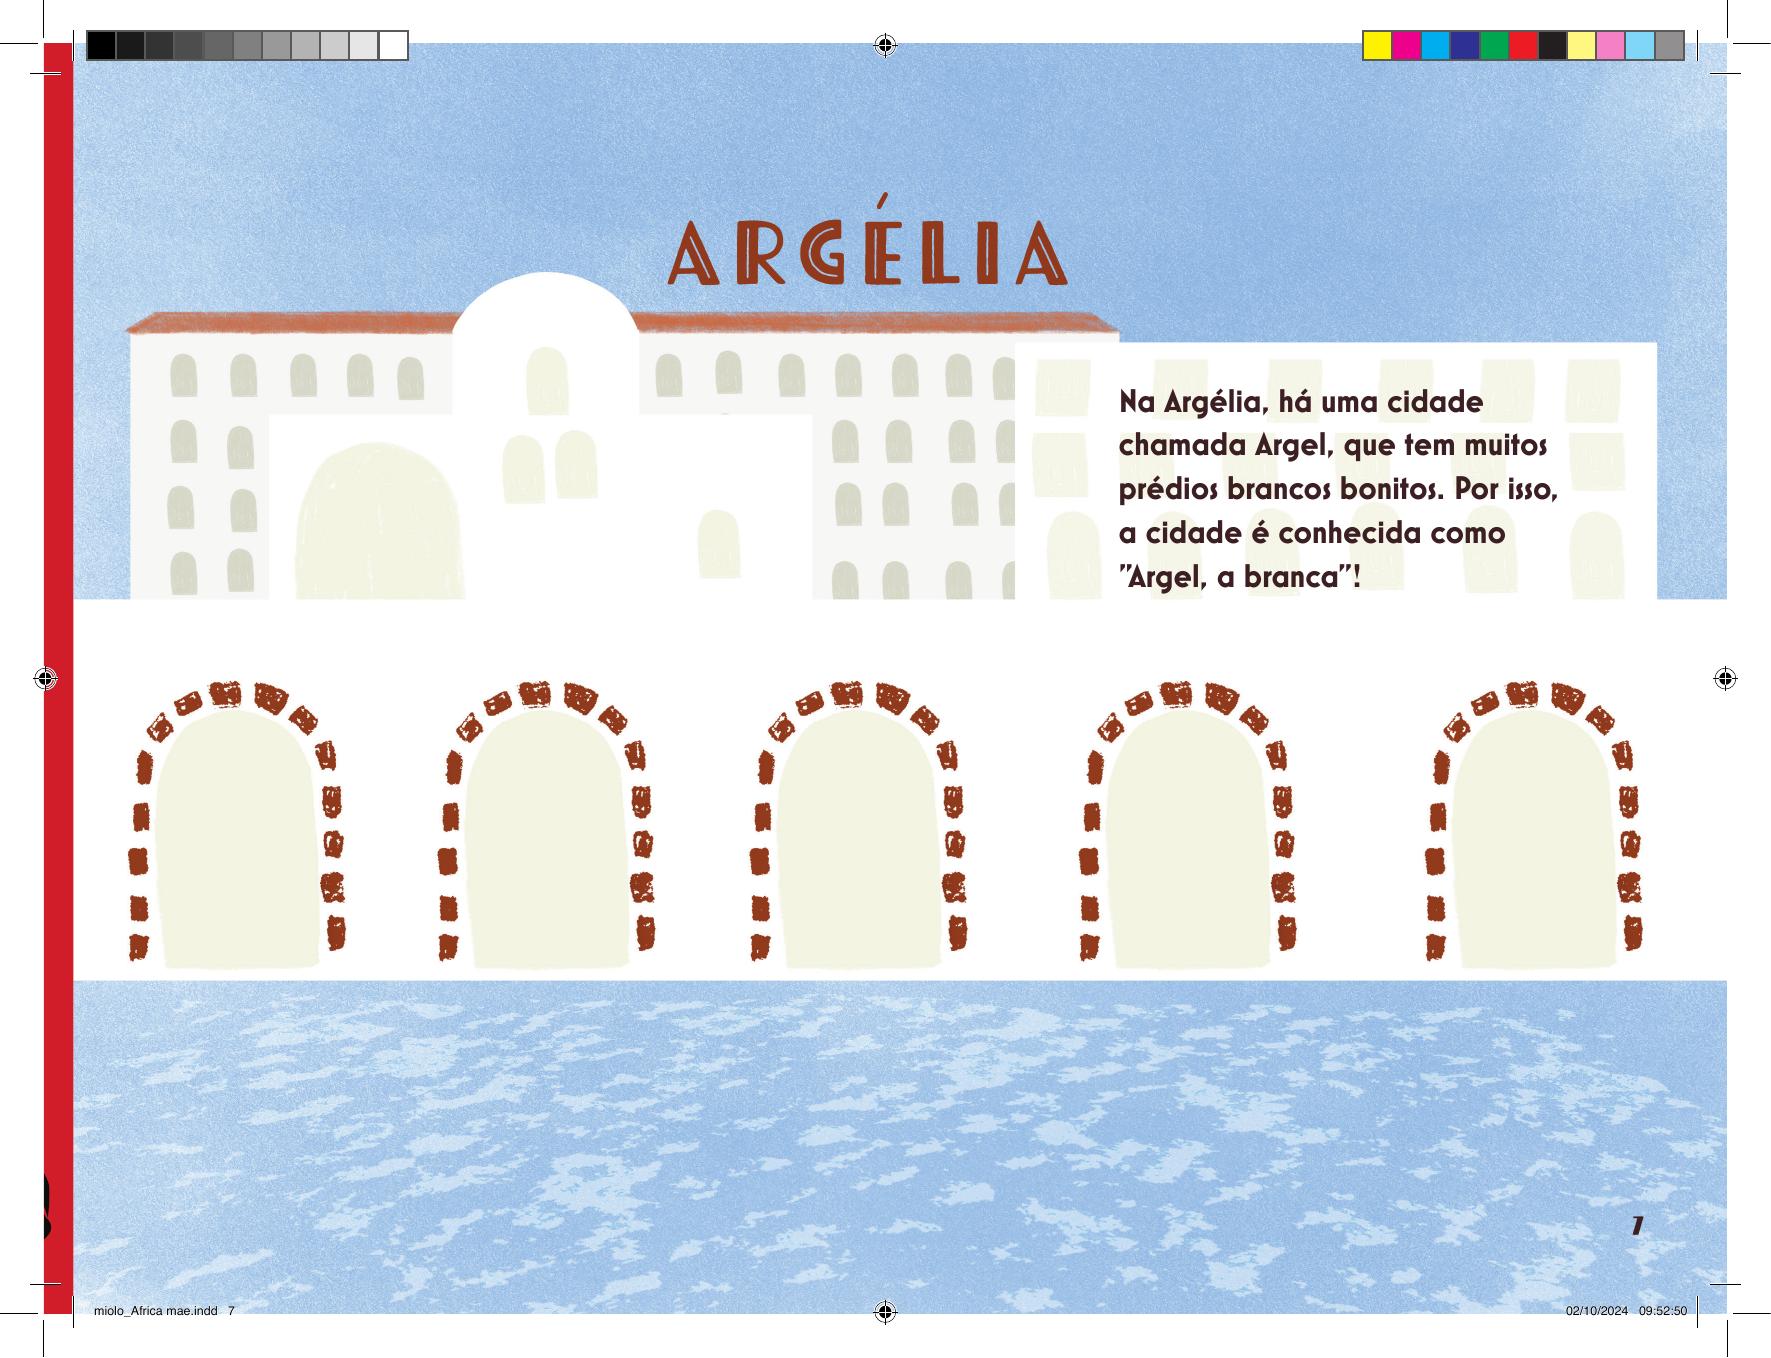 ARGÉLIA
Na Argélia, há uma cidade
chamada Argel, que tem muitos
prédios brancos bonitos. Por isso,
a cidade é conhecida como
”Argel, a branca”!
7
miolo_Africa mae.indd 7
02/10/2024 09:52:50